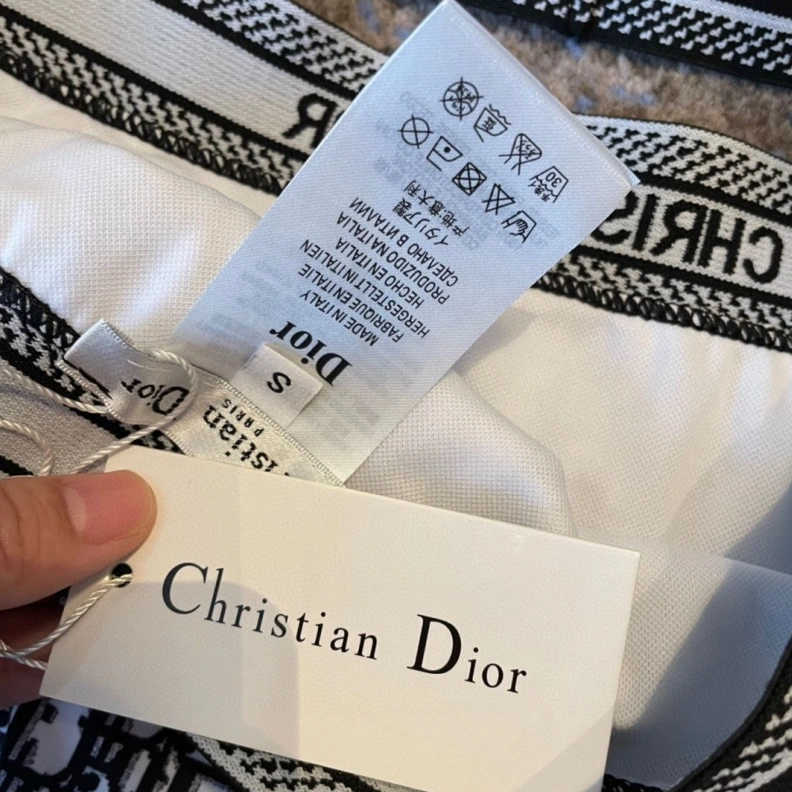 CHRIS
R
MADE IN ITALY
FABRIQUE EN ITALIE
HERGESTELLT IN ITALIEN
HECHO EN ITALIA
PRODUZIDO NA ITALIA
СДЕЛАНО В ИТАЛИИ
イタリア製
产地意大利
30
Dior
S
Dior
istian
PARIS
Christian Dior